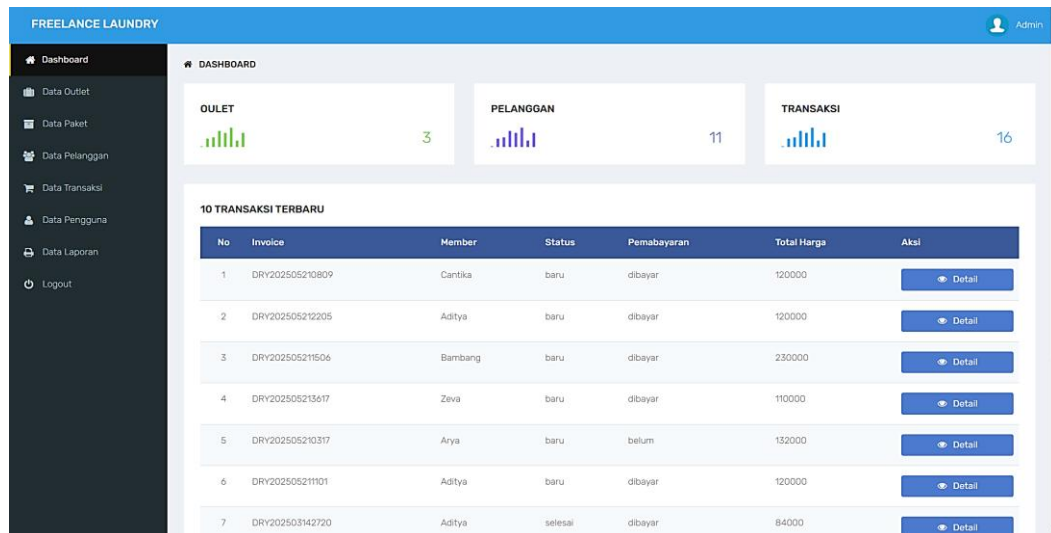 FREELANCE LAUNDRY
Admin
Dashboard
Data Outlet
Data Paket
Data Pelanggan
Data Transaksi
Data Pengguna
Data Laporan
Logout
DASHBOARD
OULET
3
PELANGGAN
11
TRANSAKSI
16
10 TRANSAKSI TERBARU
No Invoice Member Status Pemabayaran Total Harga Aksi
1 DRY202505210809 Cantika baru dibayar 120000 Detail
2 DRY202505212205 Aditya baru dibayar 120000 Detail
3 DRY202505211506 Bambang baru dibayar 230000 Detail
4 DRY202505213617 Zeva baru dibayar 110000 Detail
5 DRY202505210317 Arya baru belum 132000 Detail
6 DRY202505211101 Aditya baru dibayar 120000 Detail
7 DRY202503142720 Aditya selesai dibayar 84000 Detail